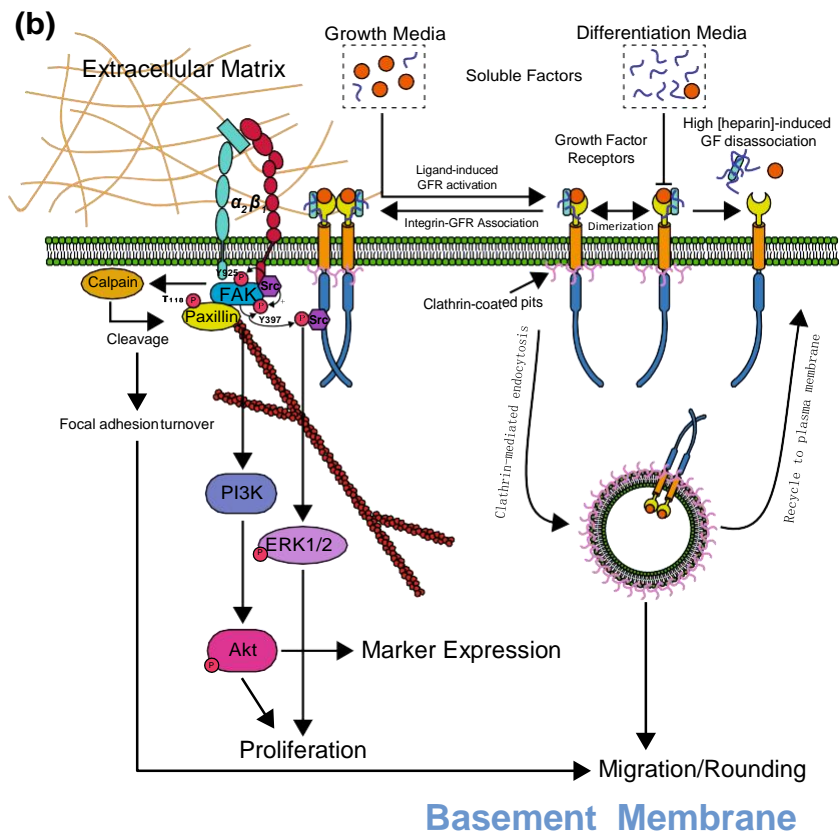 (b)
Growth Media
Differentiation Media
Extracellular Matrix
Soluble Factors
High [heparin]-induced
GF disassociation
Growth Factor
Receptors
Ligand-induced
GFR activation
α2β1
Integrin-GFR Association
Dimerization
Y925
P
Src
Calpain
FAK
Clathrin-coated pits
T118
P
P
Paxillin
Y397
P
Src
Cleavage
Clathrin-mediated endocytosis
Recycle to plasma membrane
Focal adhesion turnover
PI3K
ERK1/2
P
Akt
P
Marker Expression
Proliferation
Migration/Rounding
Basement Membrane